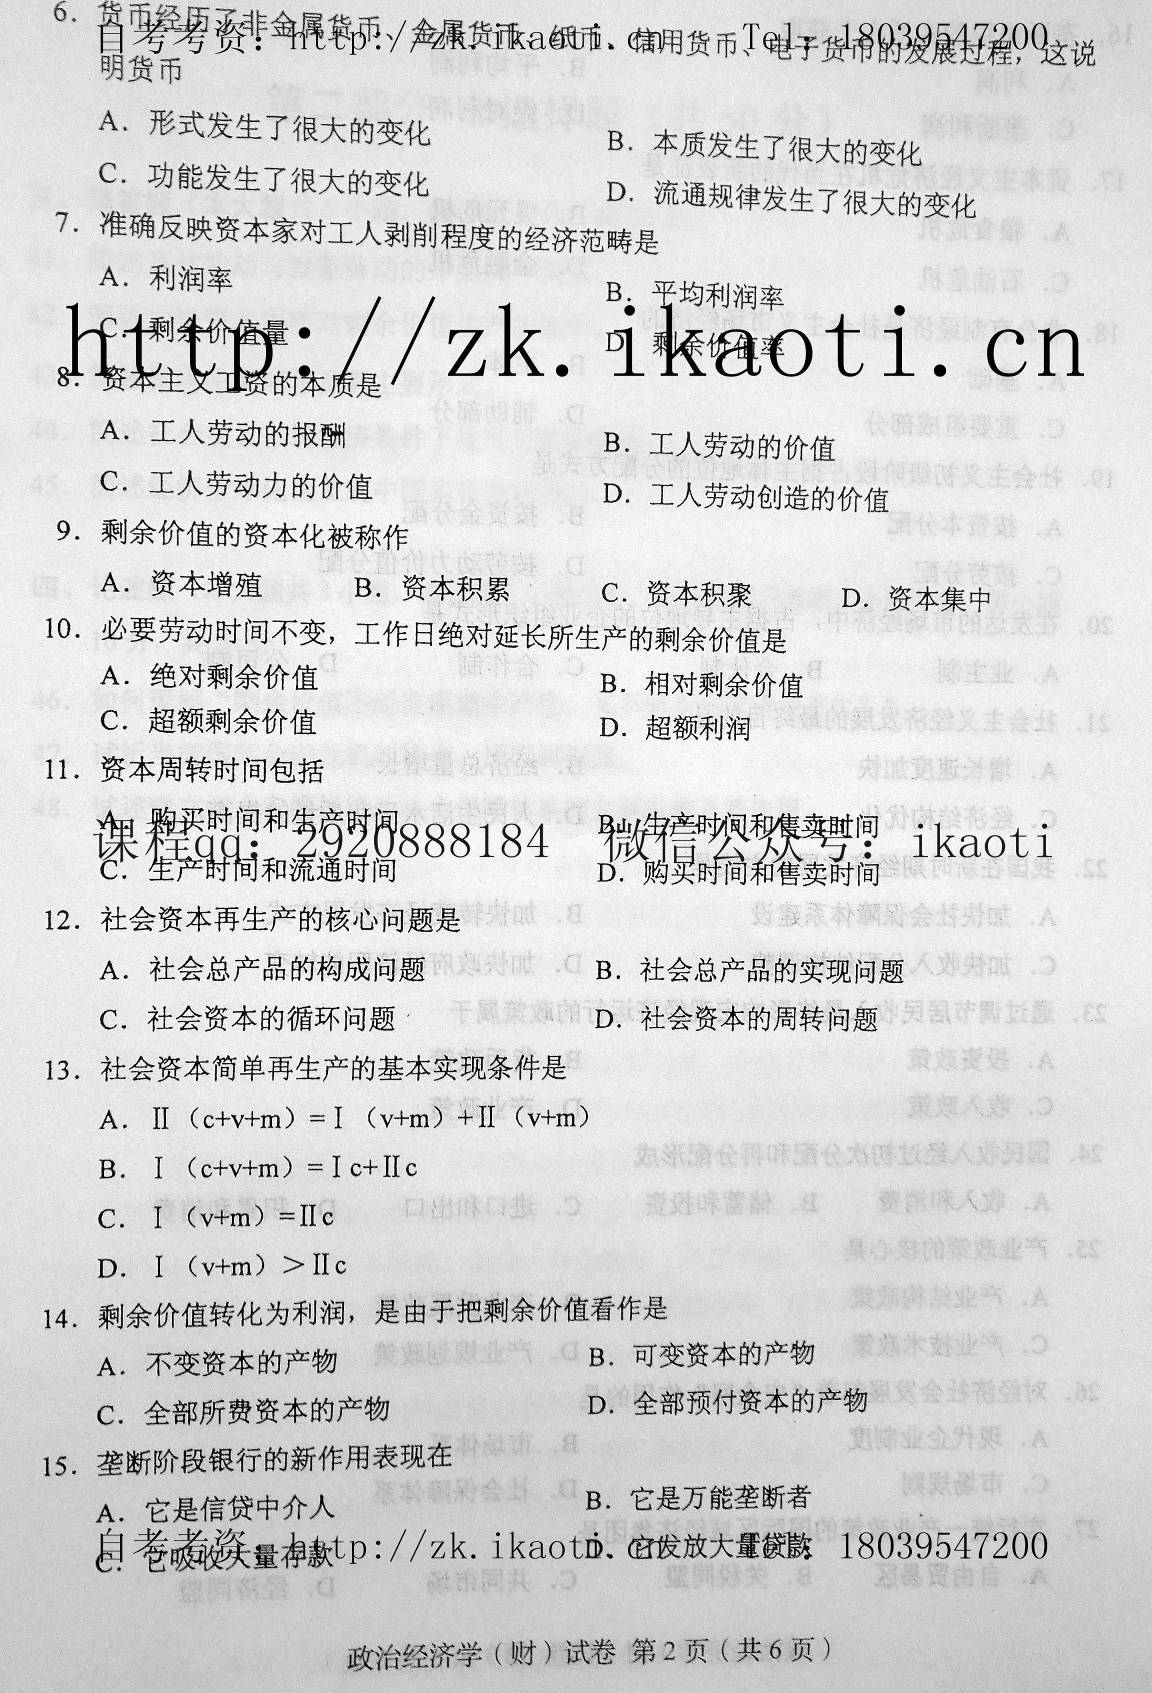 6. 货币经历了非金属货币、金属货币、纸币、信用货币、电子货币的发展过程，这说
自考考资：http://zk.ikaoti.cn Tel：18039547200
明货币
A. 形式发生了很大的变化
B. 本质发生了很大的变化
C. 功能发生了很大的变化
D. 流通规律发生了很大的变化
7. 准确反映资本家对工人剥削程度的经济范畴是
A. 利润率
B. 平均利润率
C. 剩余价值量
D. 剩余价值率
http://zk.ikaoti.cn
8. 资本主义工资的本质是
A. 工人劳动的报酬
B. 工人劳动的价值
C. 工人劳动力的价值
D. 工人劳动创造的价值
9. 剩余价值的资本化被称作
A. 资本增殖 B. 资本积累 C. 资本积聚 D. 资本集中
10. 必要劳动时间不变，工作日绝对延长所生产的剩余价值是
A. 绝对剩余价值
B. 相对剩余价值
C. 超额剩余价值
D. 超额利润
11. 资本周转时间包括
A. 购买时间和生产时间
B. 生产时间和售卖时间
课程qq：2920888184 微信公众号：ikaoti
C. 生产时间和流通时间
D. 购买时间和售卖时间
12. 社会资本再生产的核心问题是
A. 社会总产品的构成问题
B. 社会总产品的实现问题
C. 社会资本的循环问题
D. 社会资本的周转问题
13. 社会资本简单再生产的基本实现条件是
A. Ⅱ（c+v+m）=Ⅰ（v+m）+Ⅱ（v+m）
B. Ⅰ（c+v+m）=Ⅰc+Ⅱc
C. Ⅰ（v+m）=Ⅱc
D. Ⅰ（v+m）＞Ⅱc
14. 剩余价值转化为利润，是由于把剩余价值看作是
A. 不变资本的产物
B. 可变资本的产物
C. 全部所费资本的产物
D. 全部预付资本的产物
15. 垄断阶段银行的新作用表现在
A. 它是信贷中介人
B. 它是万能垄断者
C. 它吸收大量存款
D. 它发放大量贷款
自考考资：http://zk.ikaoti.cn Tel：18039547200
政治经济学（财）试卷 第2页（共6页）